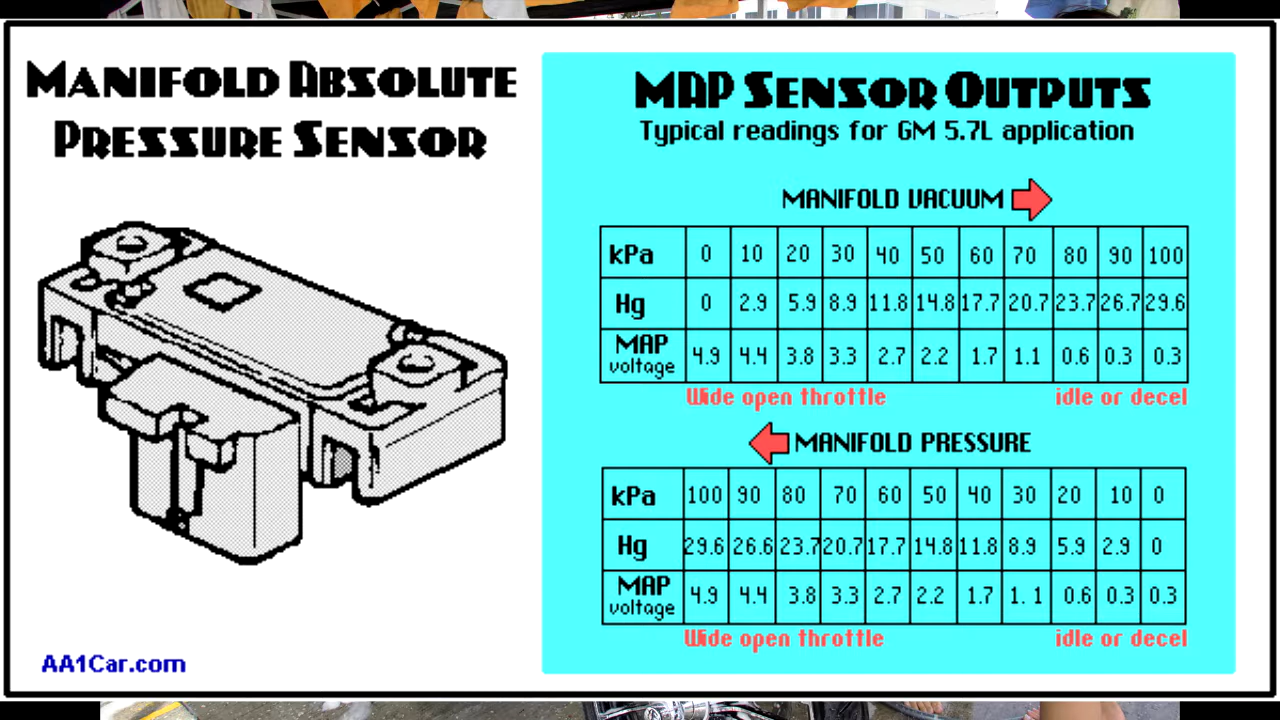 MANIFOLD ABSOLUTE
PRESSURE SENSOR
MAP SENSOR OUTPUTS
Typical readings for GM 5.7L application
MANIFOLD VACUUM
kPa 0 10 20 30 40 50 60 70 80 90 100
Hg 0 2.9 5.9 8.9 11.8 14.8 17.7 20.7 23.7 26.7 29.6
MAP voltage 4.9 4.4 3.8 3.3 2.7 2.2 1.7 1.1 0.6 0.3 0.3
Wide open throttle idle or decel
MANIFOLD PRESSURE
kPa 100 90 80 70 60 50 40 30 20 10 0
Hg 29.6 26.6 23.7 20.7 17.7 14.8 11.8 8.9 5.9 2.9 0
MAP voltage 4.9 4.4 3.8 3.3 2.7 2.2 1.7 1.1 0.6 0.3 0.3
Wide open throttle idle or decel
AA1Car.com